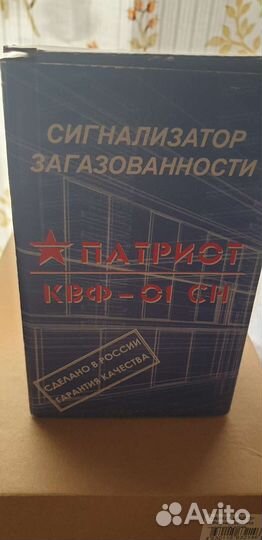 СИГНАЛИЗАТОР
ЗАГАЗОВАННОСТИ
ПАТРИОТ
КВФ-01 СН
СДЕЛАНО В РОССИИ
ГАРАНТИЯ КАЧЕСТВА
Avito